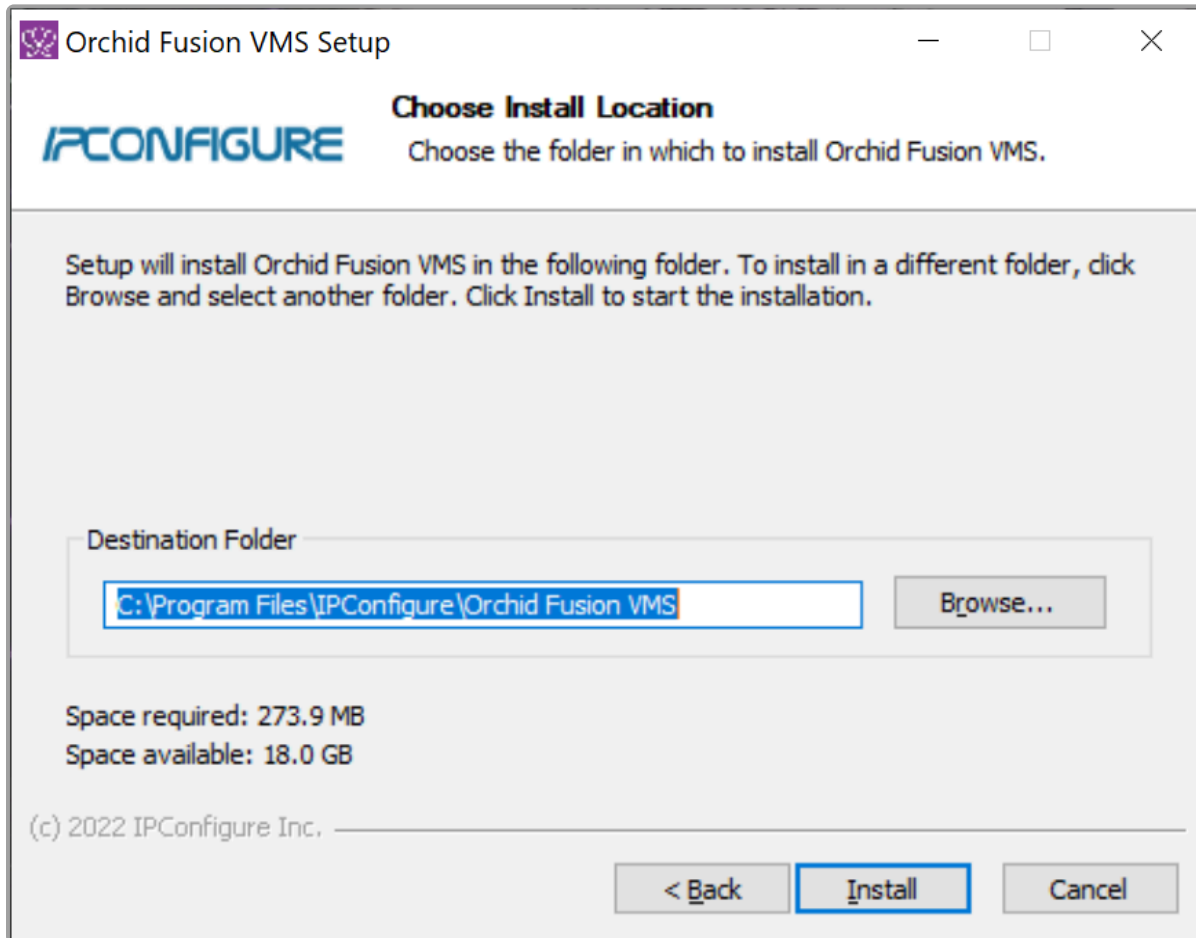 Orchid Fusion VMS Setup
IPCONFIGURE
Choose Install Location
Choose the folder in which to install Orchid Fusion VMS.
Setup will install Orchid Fusion VMS in the following folder. To install in a different folder, click
Browse and select another folder. Click Install to start the installation.
Destination Folder
C:\Program Files\IPConfigure\Orchid Fusion VMS
Browse...
Space required: 273.9 MB
Space available: 18.0 GB
(c) 2022 IPConfigure Inc.
< Back
Install
Cancel